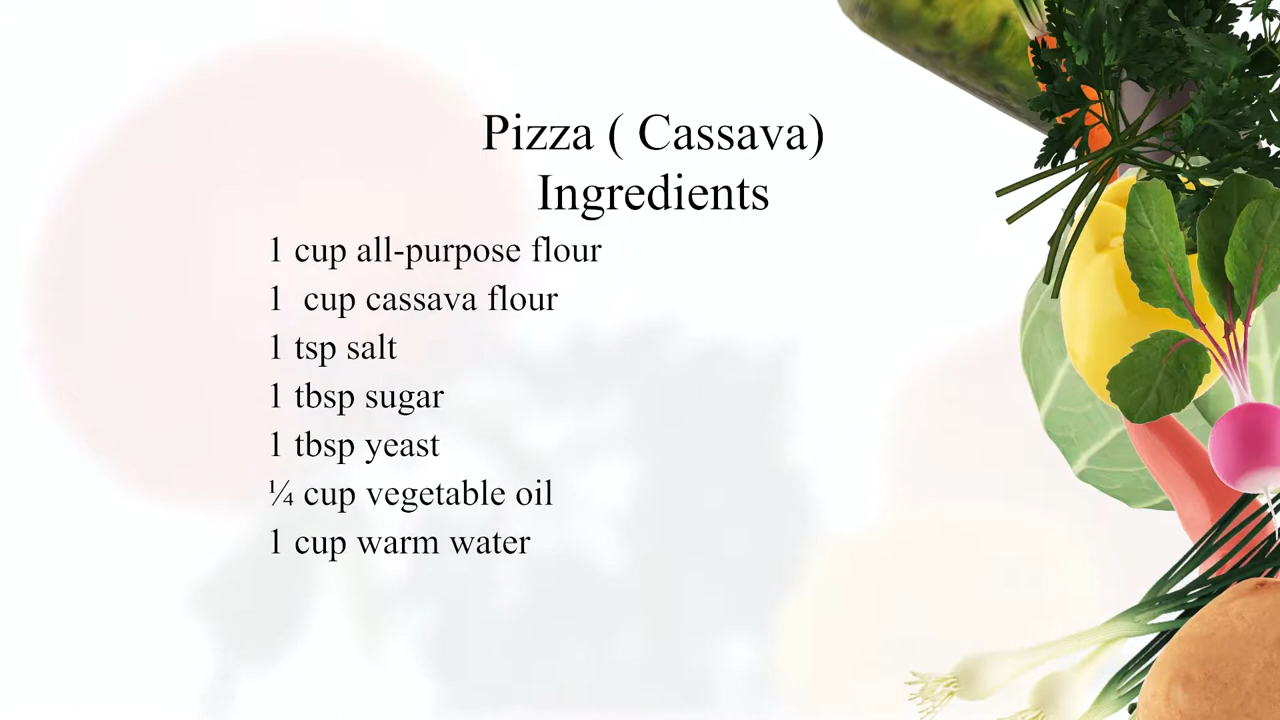 Pizza ( Cassava)
Ingredients
1 cup all-purpose flour
1  cup cassava flour
1 tsp salt
1 tbsp sugar
1 tbsp yeast
¼ cup vegetable oil
1 cup warm water